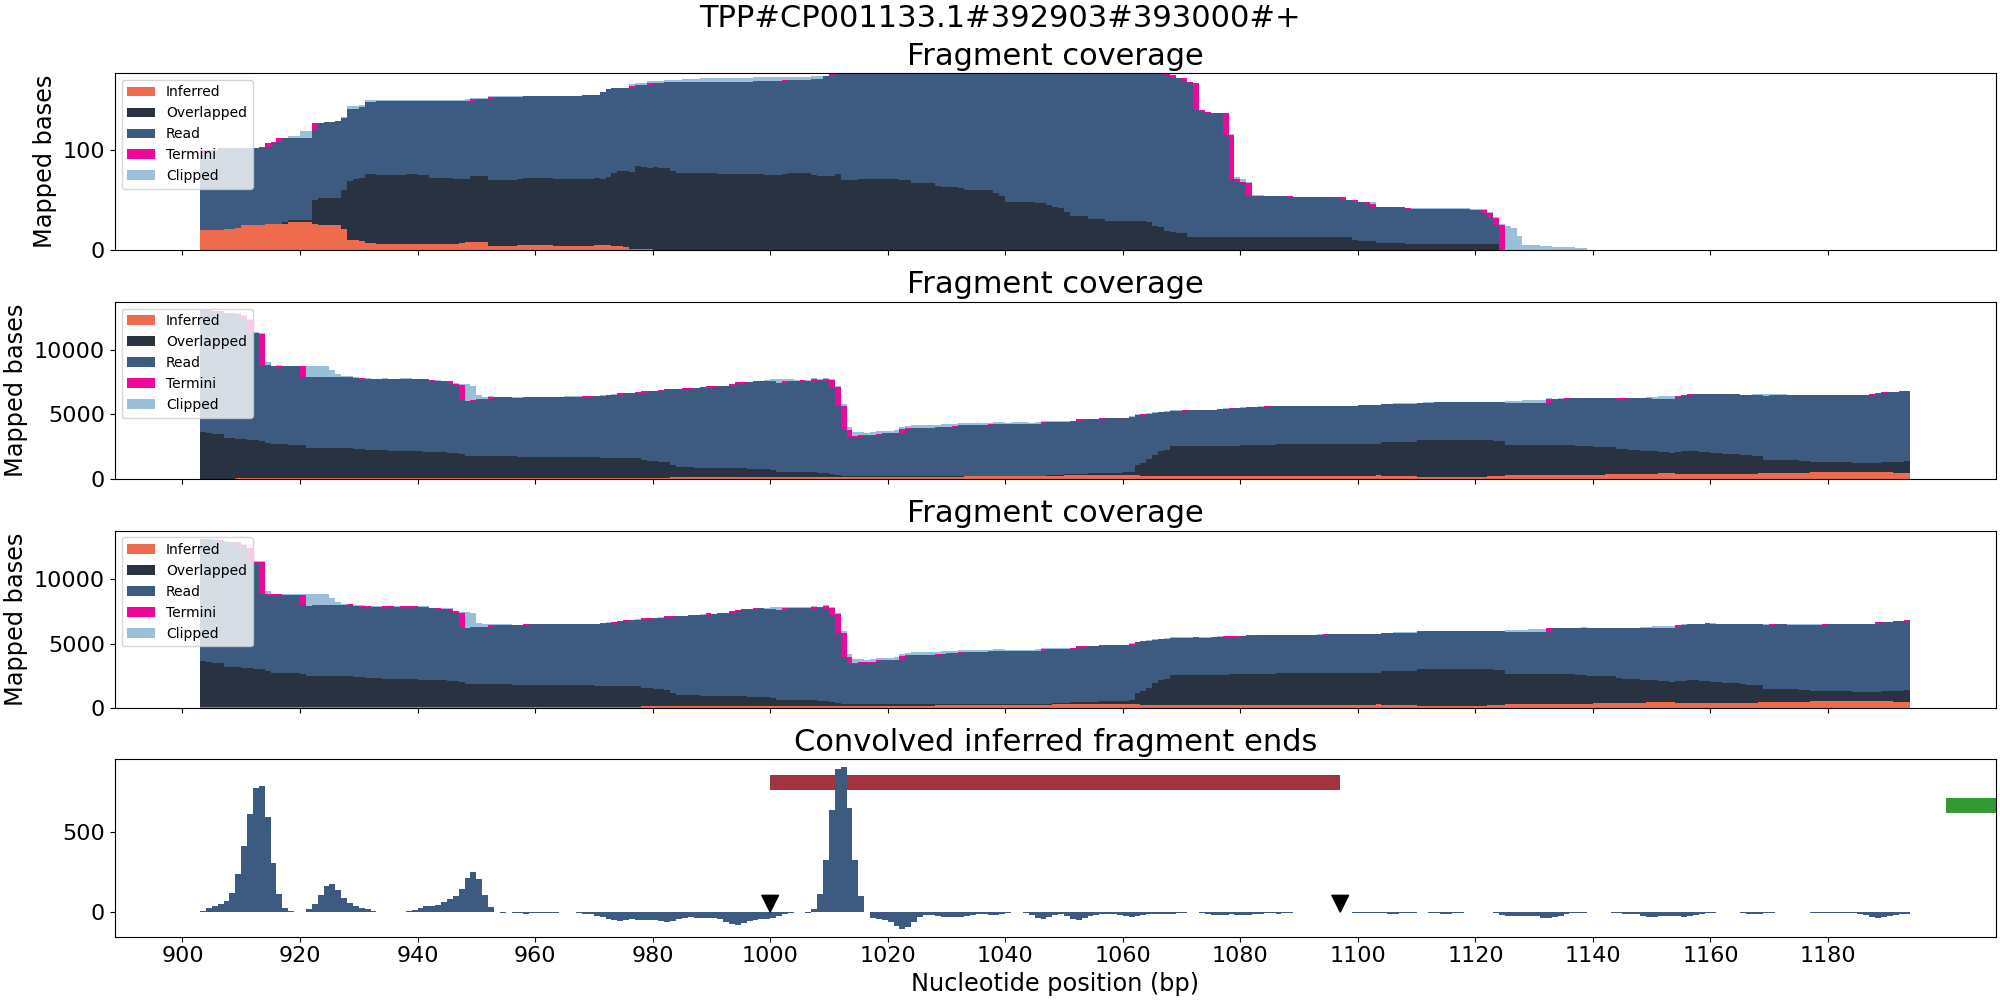 TPP#CP001133.1#392903#393000#+
Fragment coverage
Mapped bases
100
0
Inferred
Overlapped
Read
Termini
Clipped
Fragment coverage
Mapped bases
10000
5000
0
Inferred
Overlapped
Read
Termini
Clipped
Fragment coverage
Mapped bases
10000
5000
0
Inferred
Overlapped
Read
Termini
Clipped
Convolved inferred fragment ends
500
0
900 920 940 960 980 1000 1020 1040 1060 1080 1100 1120 1140 1160 1180
Nucleotide position (bp)